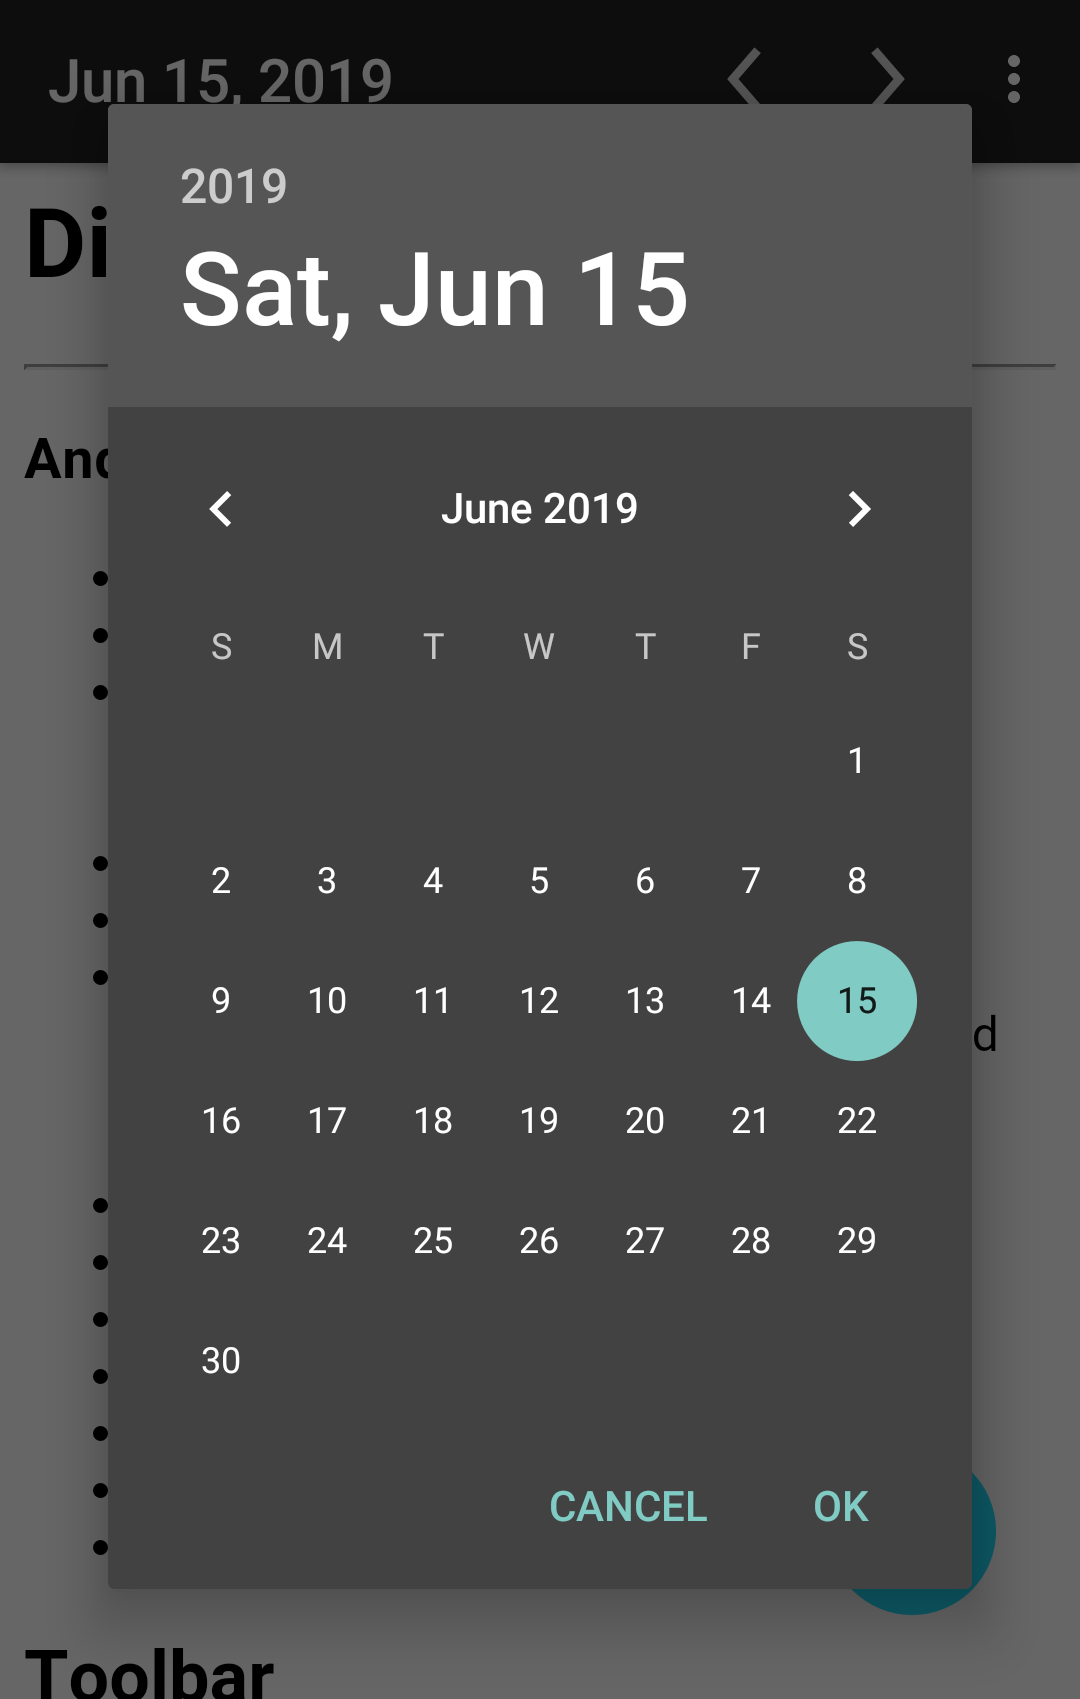 Jun 15, 2019
2019
Sat, Jun 15
June 2019
S M T W T F S
1
2 3 4 5 6 7 8
9 10 11 12 13 14 15
16 17 18 19 20 21 22
23 24 25 26 27 28 29
30
CANCEL OK
Toolbar